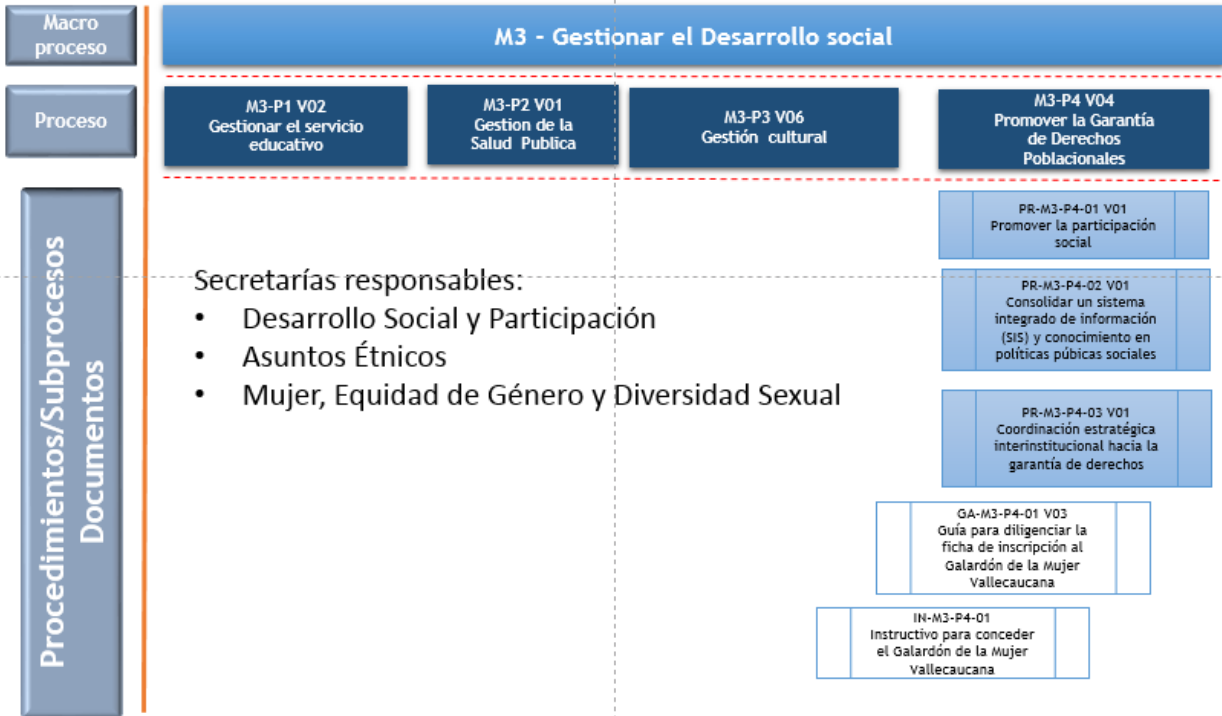 Macro
proceso
M3 - Gestionar el Desarrollo social
Proceso
M3-P1 V02
Gestionar el servicio
educativo
M3-P2 V01
Gestion de la
Salud Publica
M3-P3 V06
Gestión cultural
M3-P4 V04
Promover la Garantía
de Derechos
Poblacionales
Procedimientos/Subprocesos
Documentos
Secretarías responsables:
• Desarrollo Social y Participación
• Asuntos Étnicos
• Mujer, Equidad de Género y Diversidad Sexual
PR-M3-P4-01 V01
Promover la participación
social
PR-M3-P4-02 V01
Consolidar un sistema
integrado de información
(SIS) y conocimiento en
políticas púbicas sociales
PR-M3-P4-03 V01
Coordinación estratégica
interinstitucional hacia la
garantía de derechos
GA-M3-P4-01 V03
Guía para diligenciar la
ficha de inscripción al
Galardón de la Mujer
Vallecaucana
IN-M3-P4-01
Instructivo para conceder
el Galardón de la Mujer
Vallecaucana